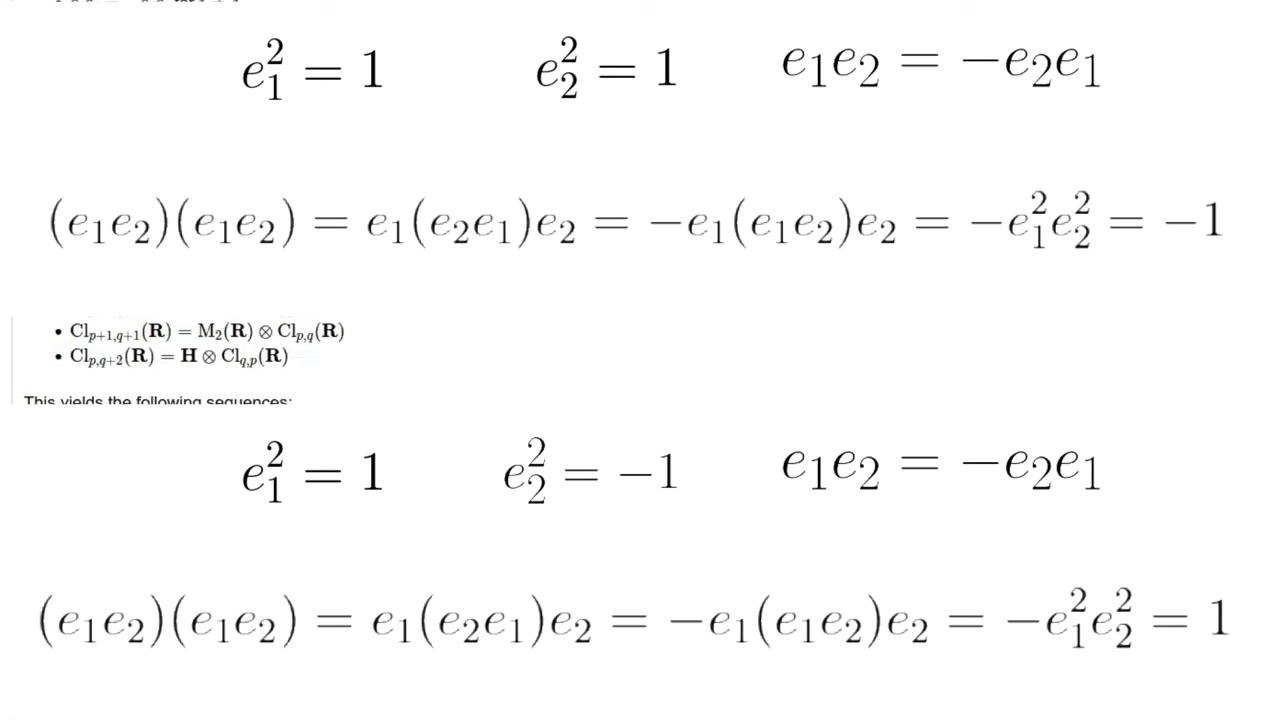 e₁² = 1 e₂² = 1 e₁e₂ = −e₂e₁
(e₁e₂)(e₁e₂) = e₁(e₂e₁)e₂ = −e₁(e₁e₂)e₂ = −e₁²e₂² = −1
• Cl_{p+1,q+1}(R) = M₂(R) ⊗ Cl_{p,q}(R)
• Cl_{p,q+2}(R) = H ⊗ Cl_{q,p}(R)
This yields the following sequences:
e₁² = 1 e₂² = −1 e₁e₂ = −e₂e₁
(e₁e₂)(e₁e₂) = e₁(e₂e₁)e₂ = −e₁(e₁e₂)e₂ = −e₁²e₂² = 1